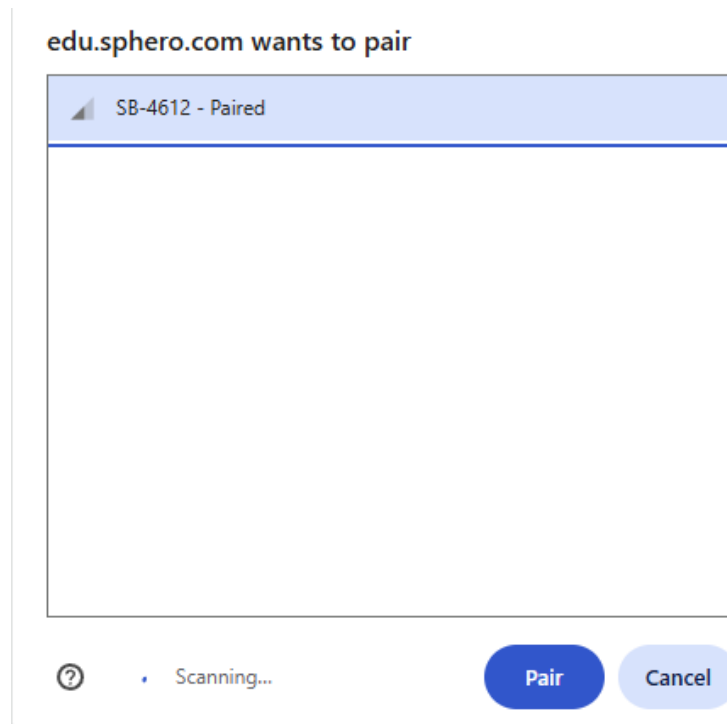 edu.sphero.com wants to pair
SB-4612 - Paired
Scanning...
Pair
Cancel